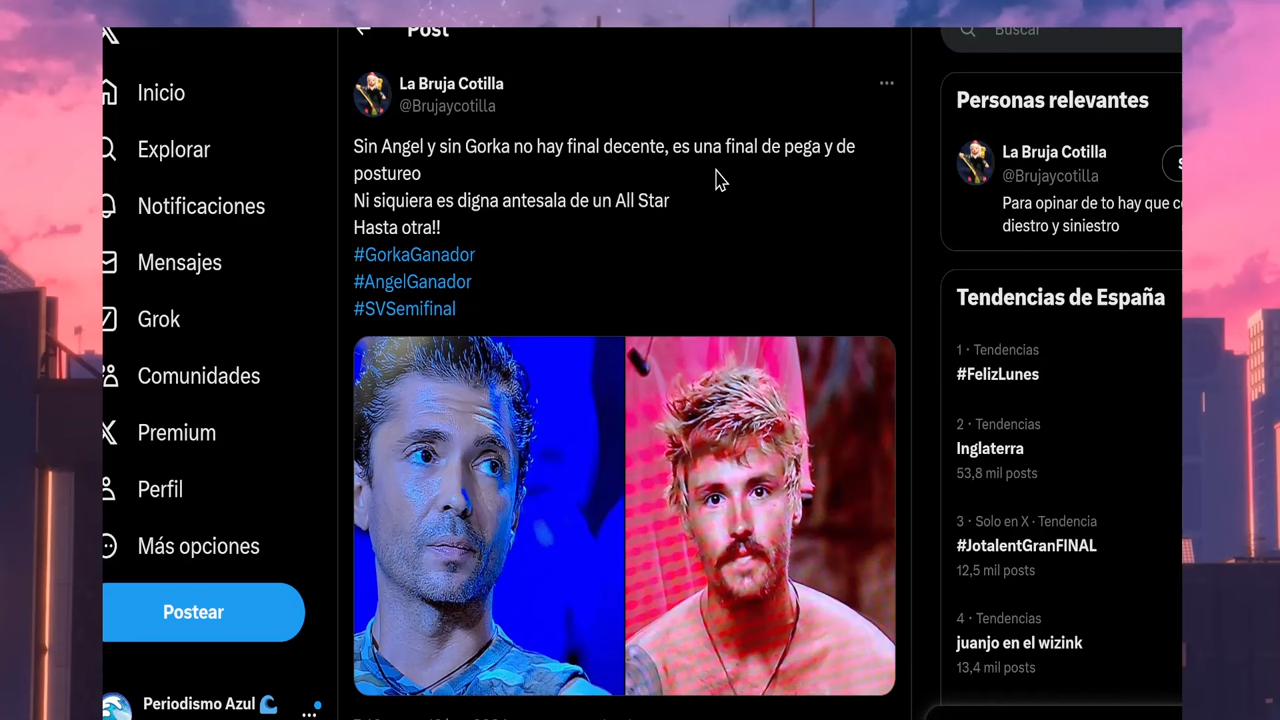 Post
Buscar
Inicio
Explorar
Notificaciones
Mensajes
Grok
Comunidades
Premium
Perfil
Más opciones
Postear
Periodismo Azul
La Bruja Cotilla
@Brujaycotilla
Sin Angel y sin Gorka no hay final decente, es una final de pega y de
postureo
Ni siquiera es digna antesala de un All Star
Hasta otra!!
#GorkaGanador
#AngelGanador
#SVSemifinal
Personas relevantes
La Bruja Cotilla
@Brujaycotilla
Para opinar de to hay que
diestro y siniestro
Tendencias de España
1 · Tendencias
#FelizLunes
2 · Tendencias
Inglaterra
53,8 mil posts
3 · Solo en X · Tendencia
#JotalentGranFINAL
12,5 mil posts
4 · Tendencias
juanjo en el wizink
13,4 mil posts